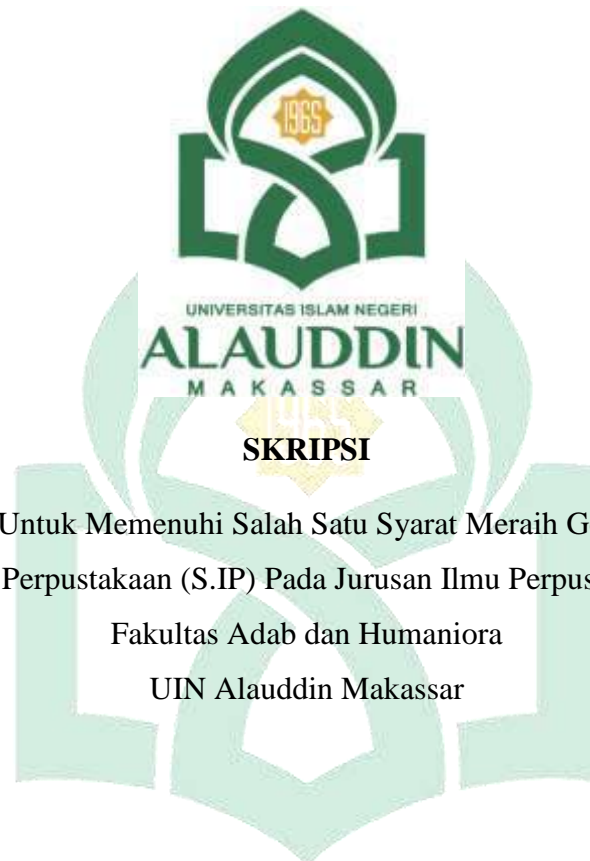 1965
UNIVERSITAS ISLAM NEGERI
ALAUDDIN
MAKASSAR
1965
SKRIPSI
Untuk Memenuhi Salah Satu Syarat Meraih G
Perpustakaan (S.IP) Pada Jurusan Ilmu Perpus
Fakultas Adab dan Humaniora
UIN Alauddin Makassar